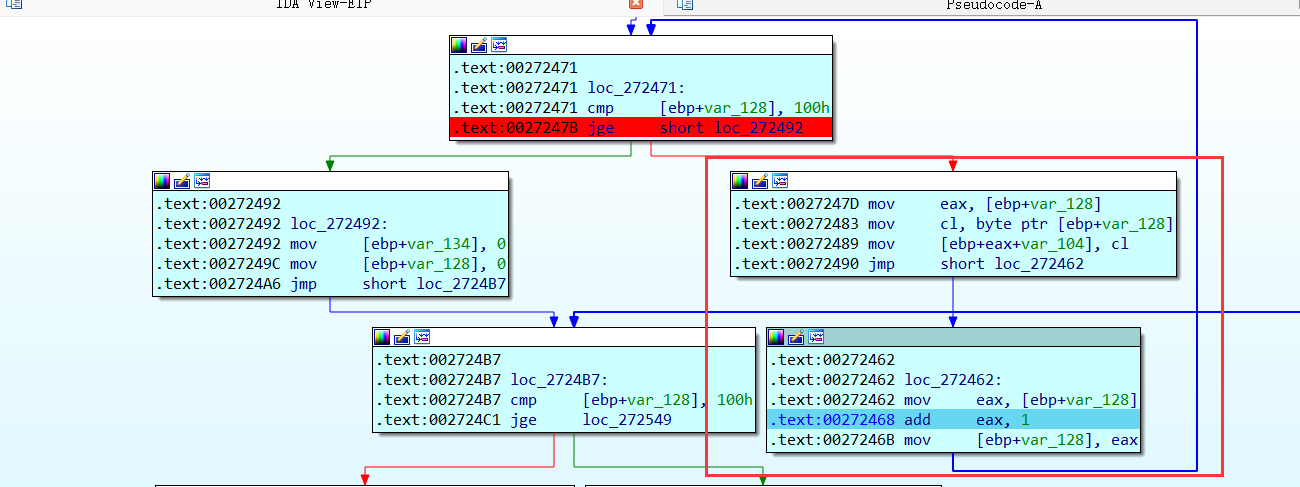 IDA View-EIP
Pseudocode-A
.text:00272471
.text:00272471 loc_272471:
.text:00272471 cmp [ebp+var_128], 100h
.text:0027247B jge short loc_272492
.text:00272492
.text:00272492 loc_272492:
.text:00272492 mov [ebp+var_134], 0
.text:0027249C mov [ebp+var_128], 0
.text:002724A6 jmp short loc_2724B7
.text:0027247D mov eax, [ebp+var_128]
.text:00272483 mov cl, byte ptr [ebp+var_128]
.text:00272489 mov [ebp+eax+var_104], cl
.text:00272490 jmp short loc_272462
.text:002724B7
.text:002724B7 loc_2724B7:
.text:002724B7 cmp [ebp+var_128], 100h
.text:002724C1 jge loc_272549
.text:00272462
.text:00272462 loc_272462:
.text:00272462 mov eax, [ebp+var_128]
.text:00272468 add eax, 1
.text:0027246B mov [ebp+var_128], eax